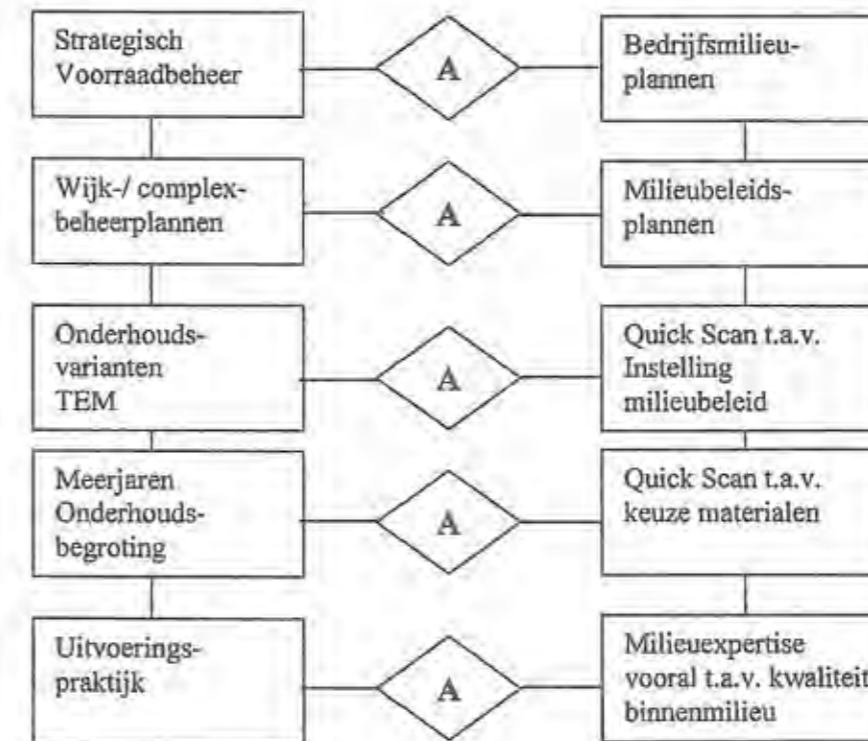 Strategisch
Voorraadbeheer
A
Bedrijfsmilieu-
plannen
Wijk-/ complex-
beheerplannen
A
Milieubeleids-
plannen
Onderhouds-
varianten
TEM
A
Quick Scan t.a.v.
Instelling
milieubeleid
Meerjaren
Onderhouds-
begroting
A
Quick Scan t.a.v.
keuze materialen
Uitvoerings-
praktijk
A
Milieuexpertise
vooral t.a.v. kwaliteit
binnenmilieu